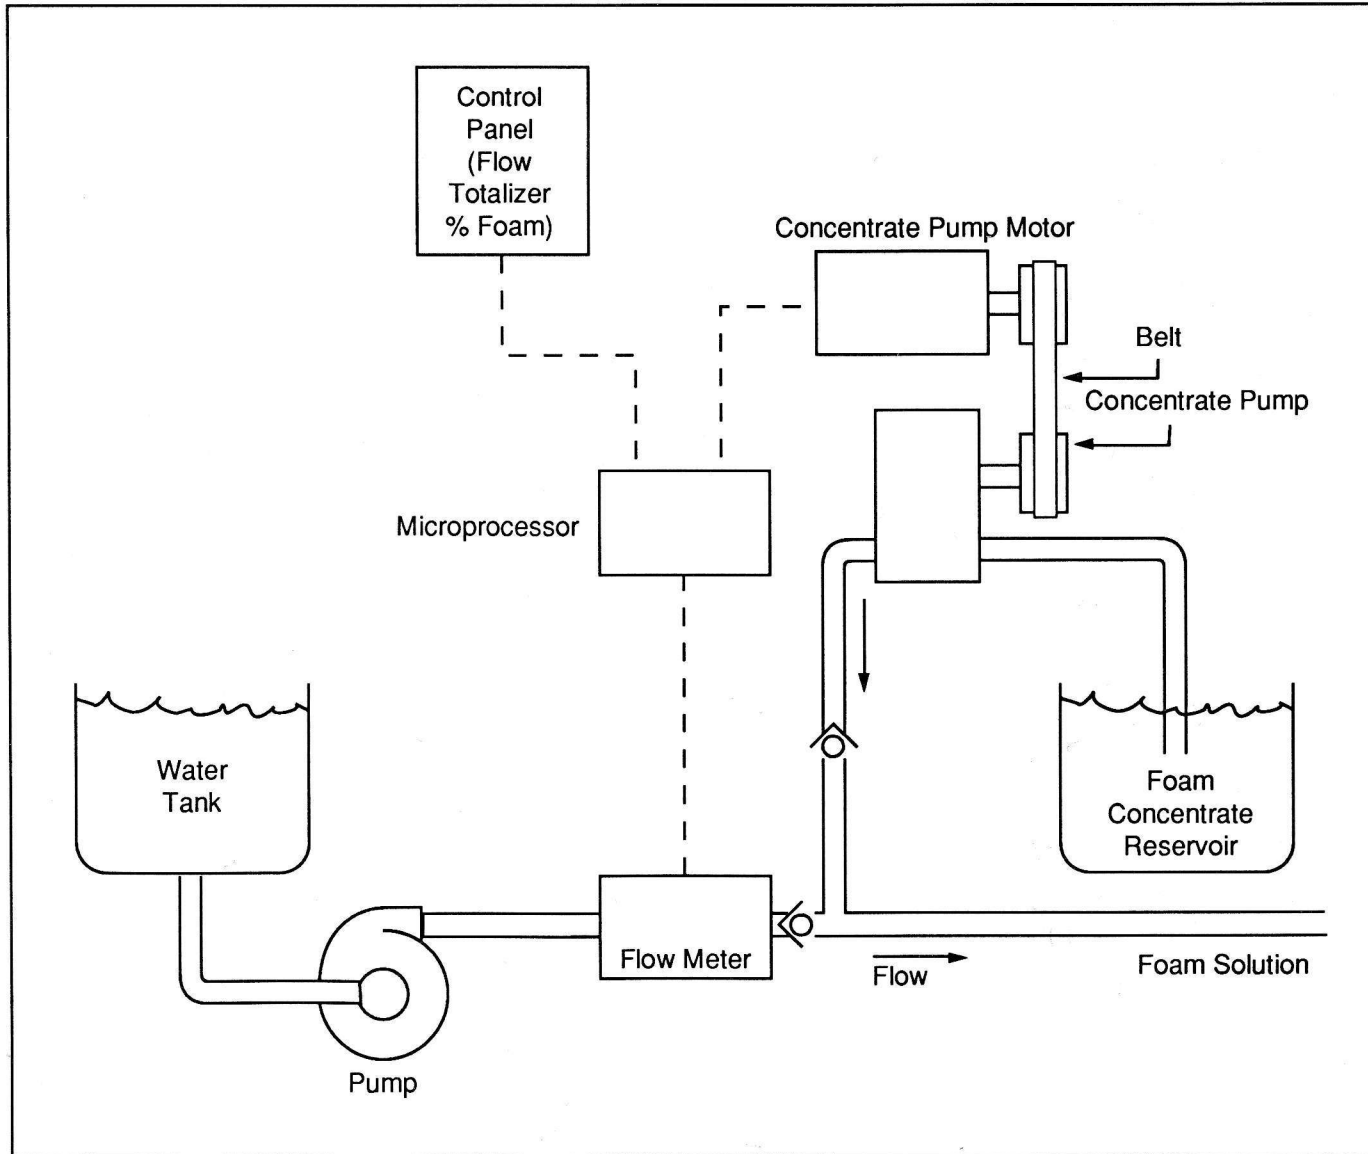 Control
Panel
(Flow
Totalizer
% Foam)
Concentrate Pump Motor
Belt
Concentrate Pump
Microprocessor
Water
Tank
Foam
Concentrate
Reservoir
Flow Meter
Flow
Foam Solution
Pump